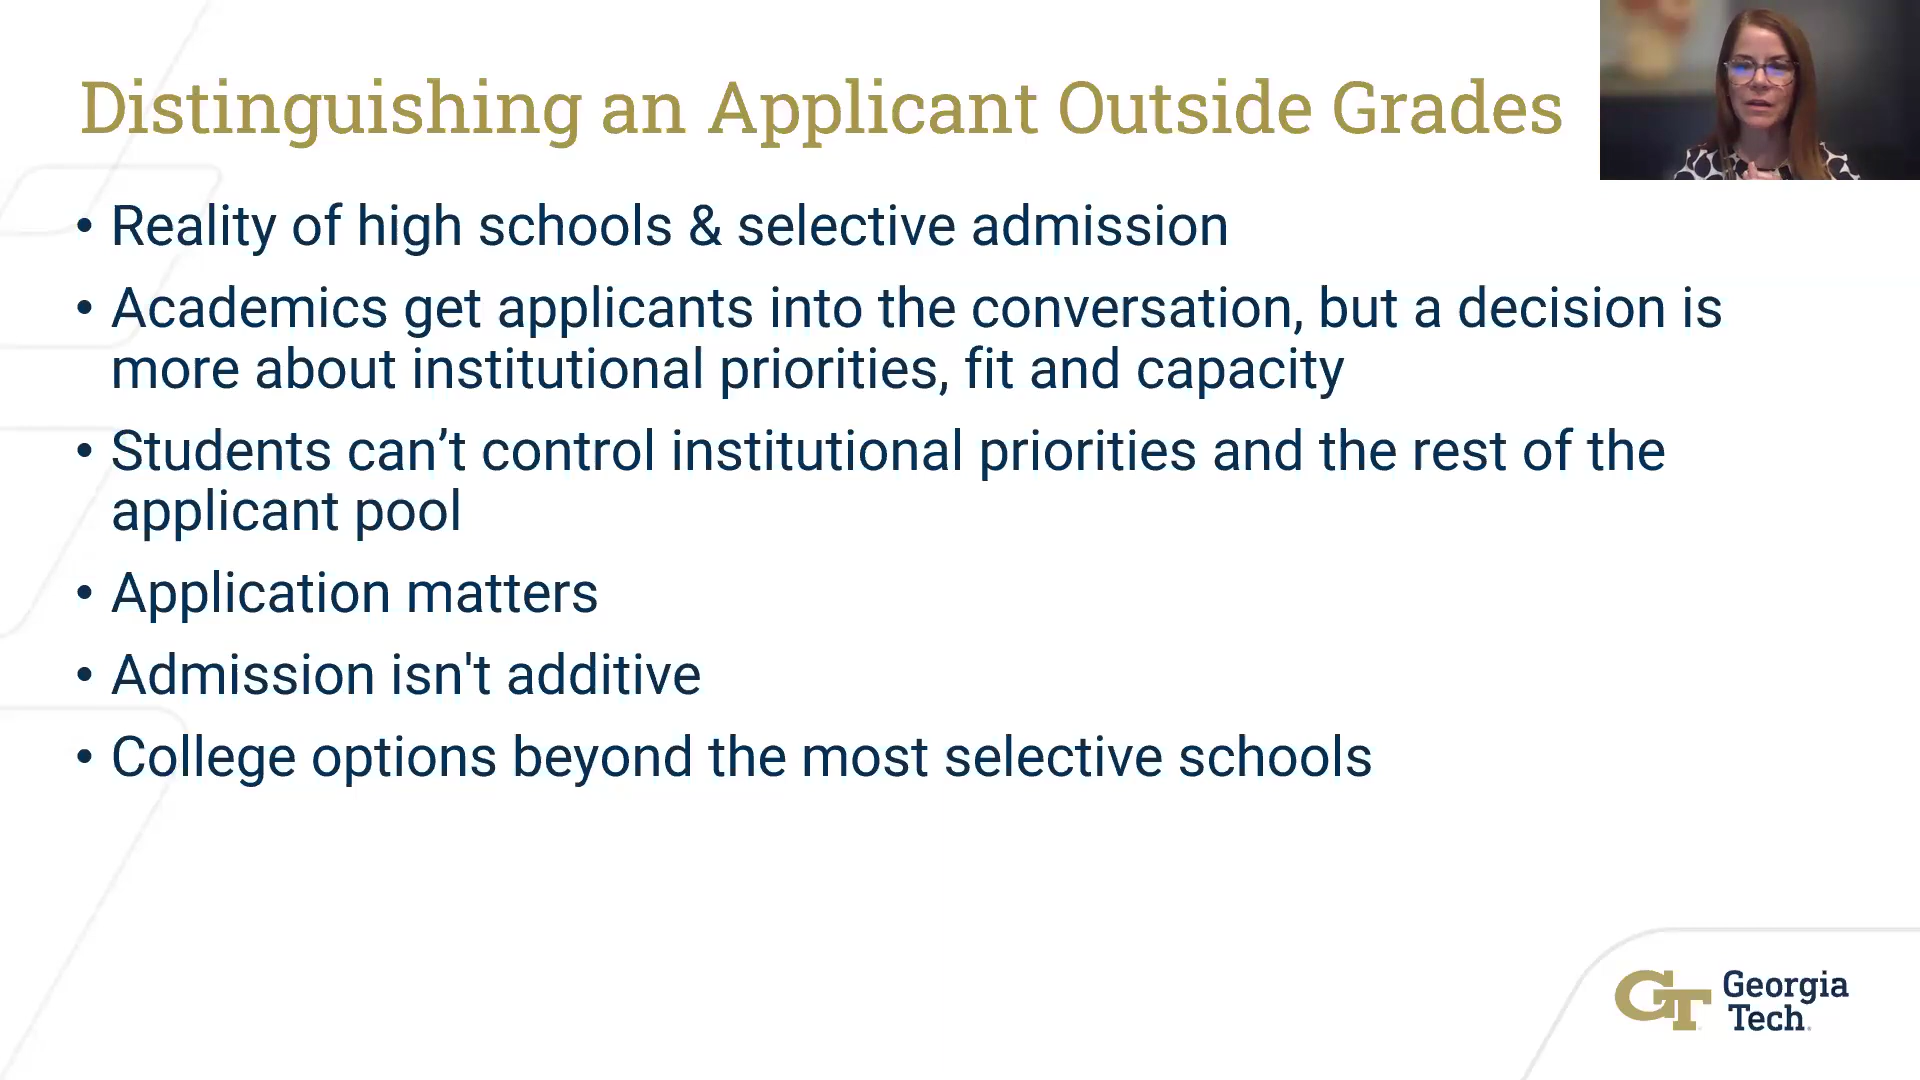 Distinguishing an Applicant Outside Grades
• Reality of high schools & selective admission
• Academics get applicants into the conversation, but a decision is
more about institutional priorities, fit and capacity
• Students can’t control institutional priorities and the rest of the
applicant pool
• Application matters
• Admission isn't additive
• College options beyond the most selective schools
GT Georgia
Tech.